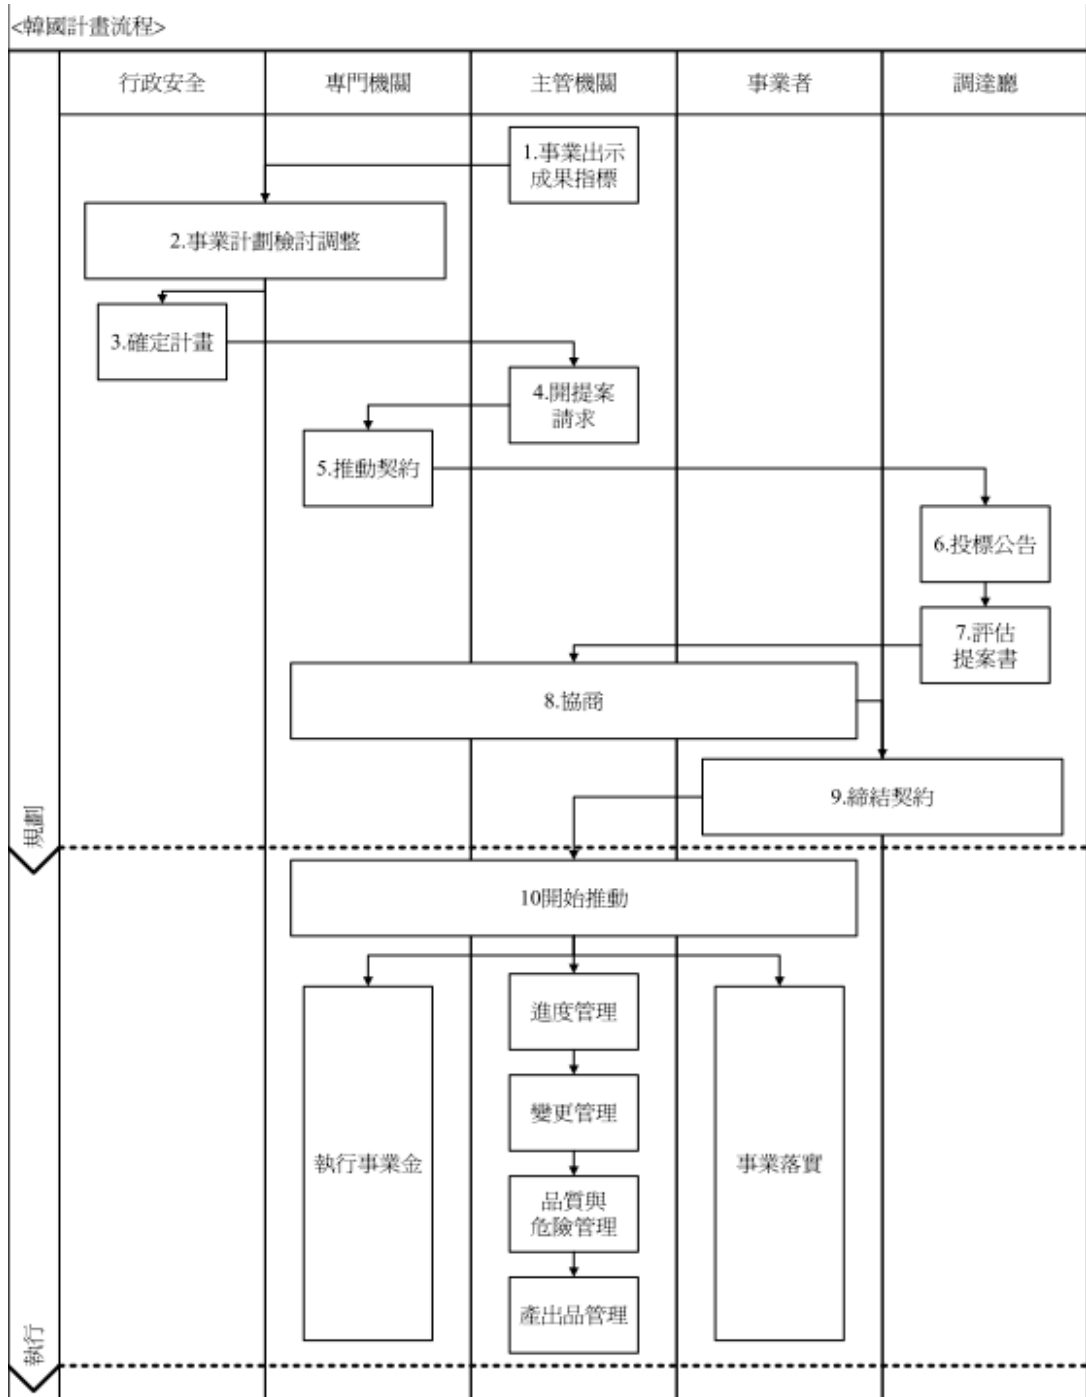 <韓國計畫流程>
行政安全
專門機關
主管機關
事業者
調達廳
1.事業出示
成果指標
2.事業計劃檢討調整
3.確定計畫
4.開提案
請求
5.推動契約
6.投標公告
7.評估
提案書
8.協商
9.締結契約
規劃
10開始推動
進度管理
變更管理
執行事業金
事業落實
品質與
危險管理
產出品管理
執行